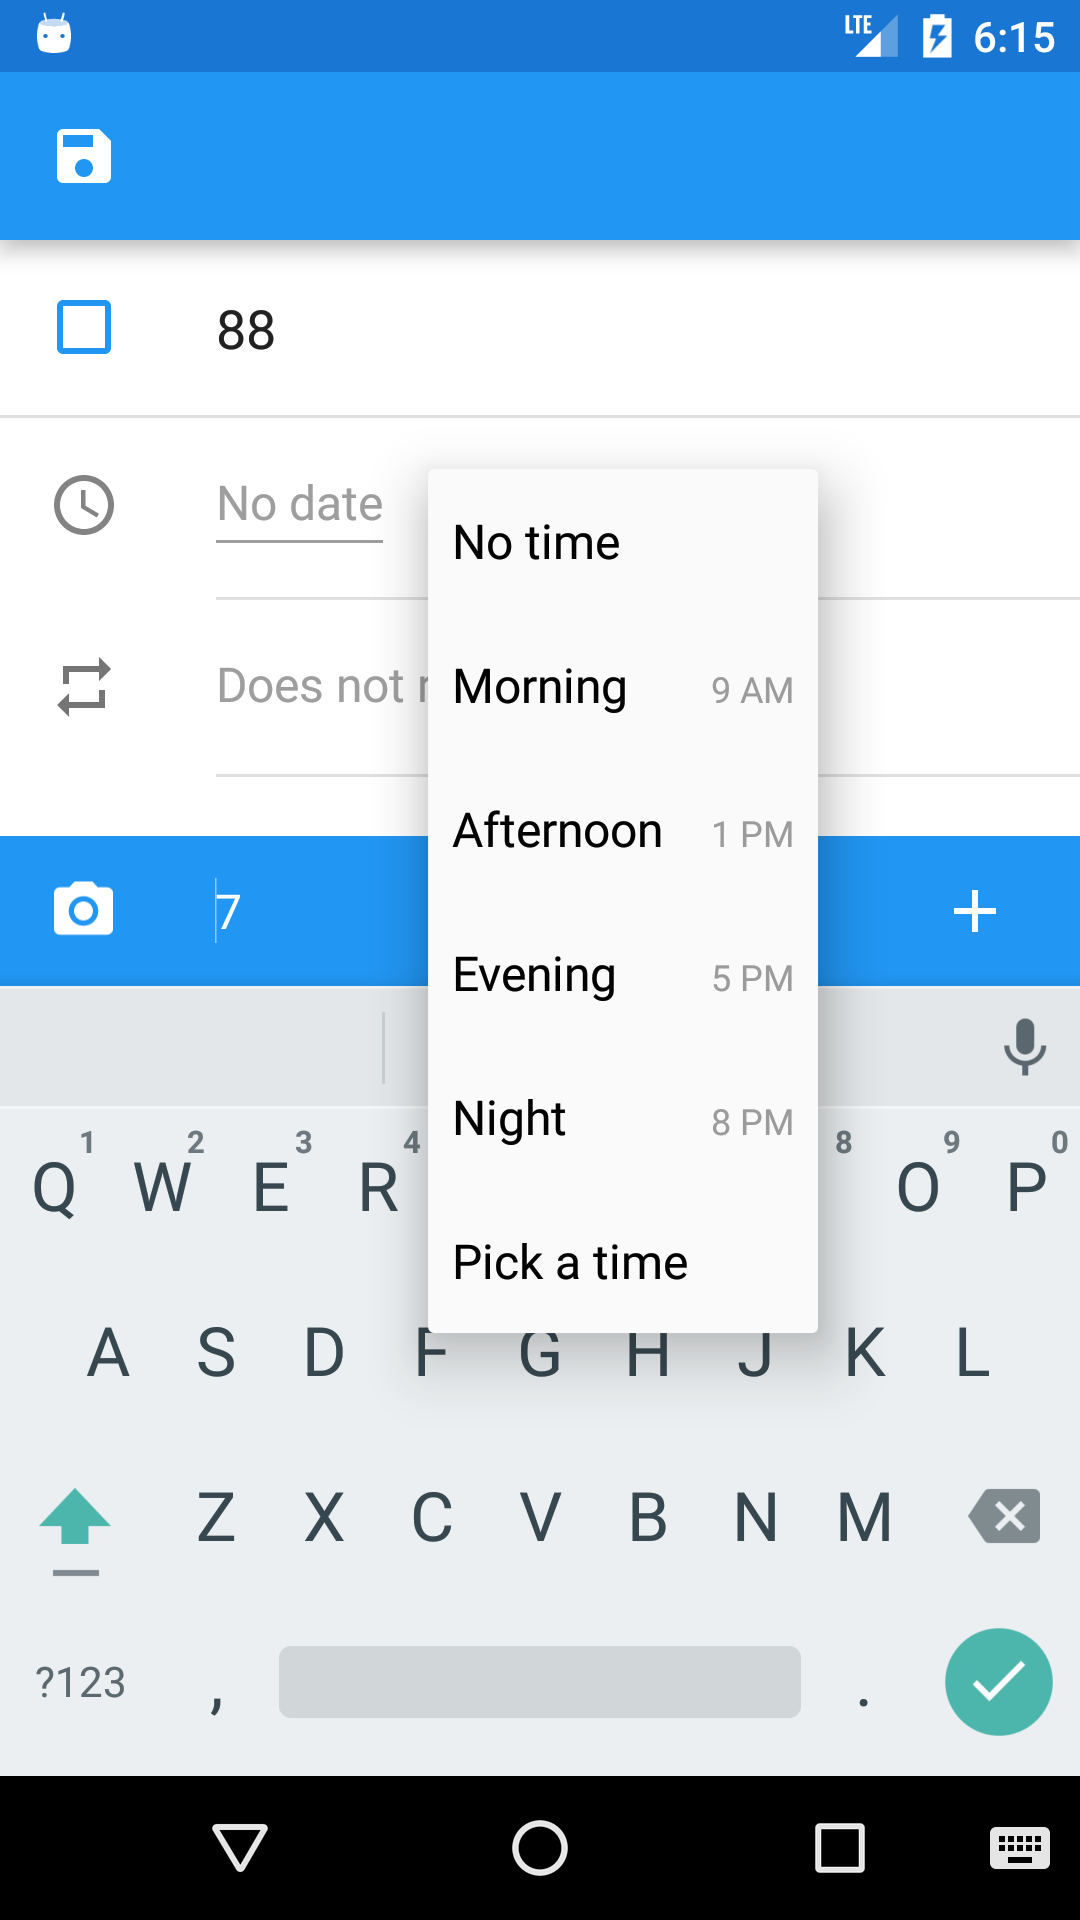 LTE 6:15
88
No date
No time
Does not r
Morning 9 AM
Afternoon 1 PM
7
Evening 5 PM
Night 8 PM
1 2 3 4 8 9 0
Q W E R O P
Pick a time
A S D F G H J K L
Z X C V B N M
?123 , .